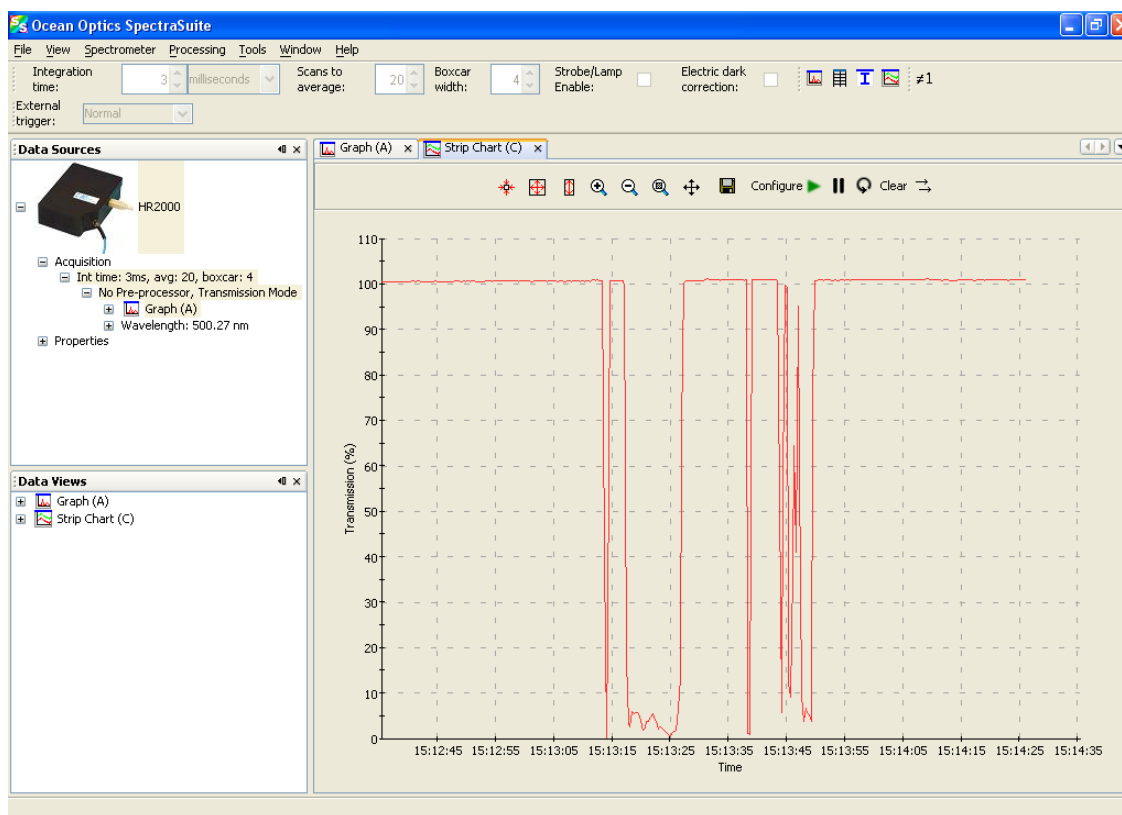 Ocean Optics SpectraSuite
File View Spectrometer Processing Tools Window Help
Integration time: 3 milliseconds Scans to average: 20 Boxcar width: 4 Strobe/Lamp Enable: Electric dark correction: ≠1
External trigger: Normal
Data Sources
HR2000
Acquisition
Int time: 3ms, avg: 20, boxcar: 4
No Pre-processor, Transmission Mode
Graph (A)
Wavelength: 500.27 nm
Properties
Data Views
Graph (A)
Strip Chart (C)
Graph (A) Strip Chart (C)
Configure Clear
110
100
90
80
70
60
50
40
30
20
10
0
Transmission (%)
15:12:45 15:12:55 15:13:05 15:13:15 15:13:25 15:13:35 15:13:45 15:13:55 15:14:05 15:14:15 15:14:25 15:14:35
Time